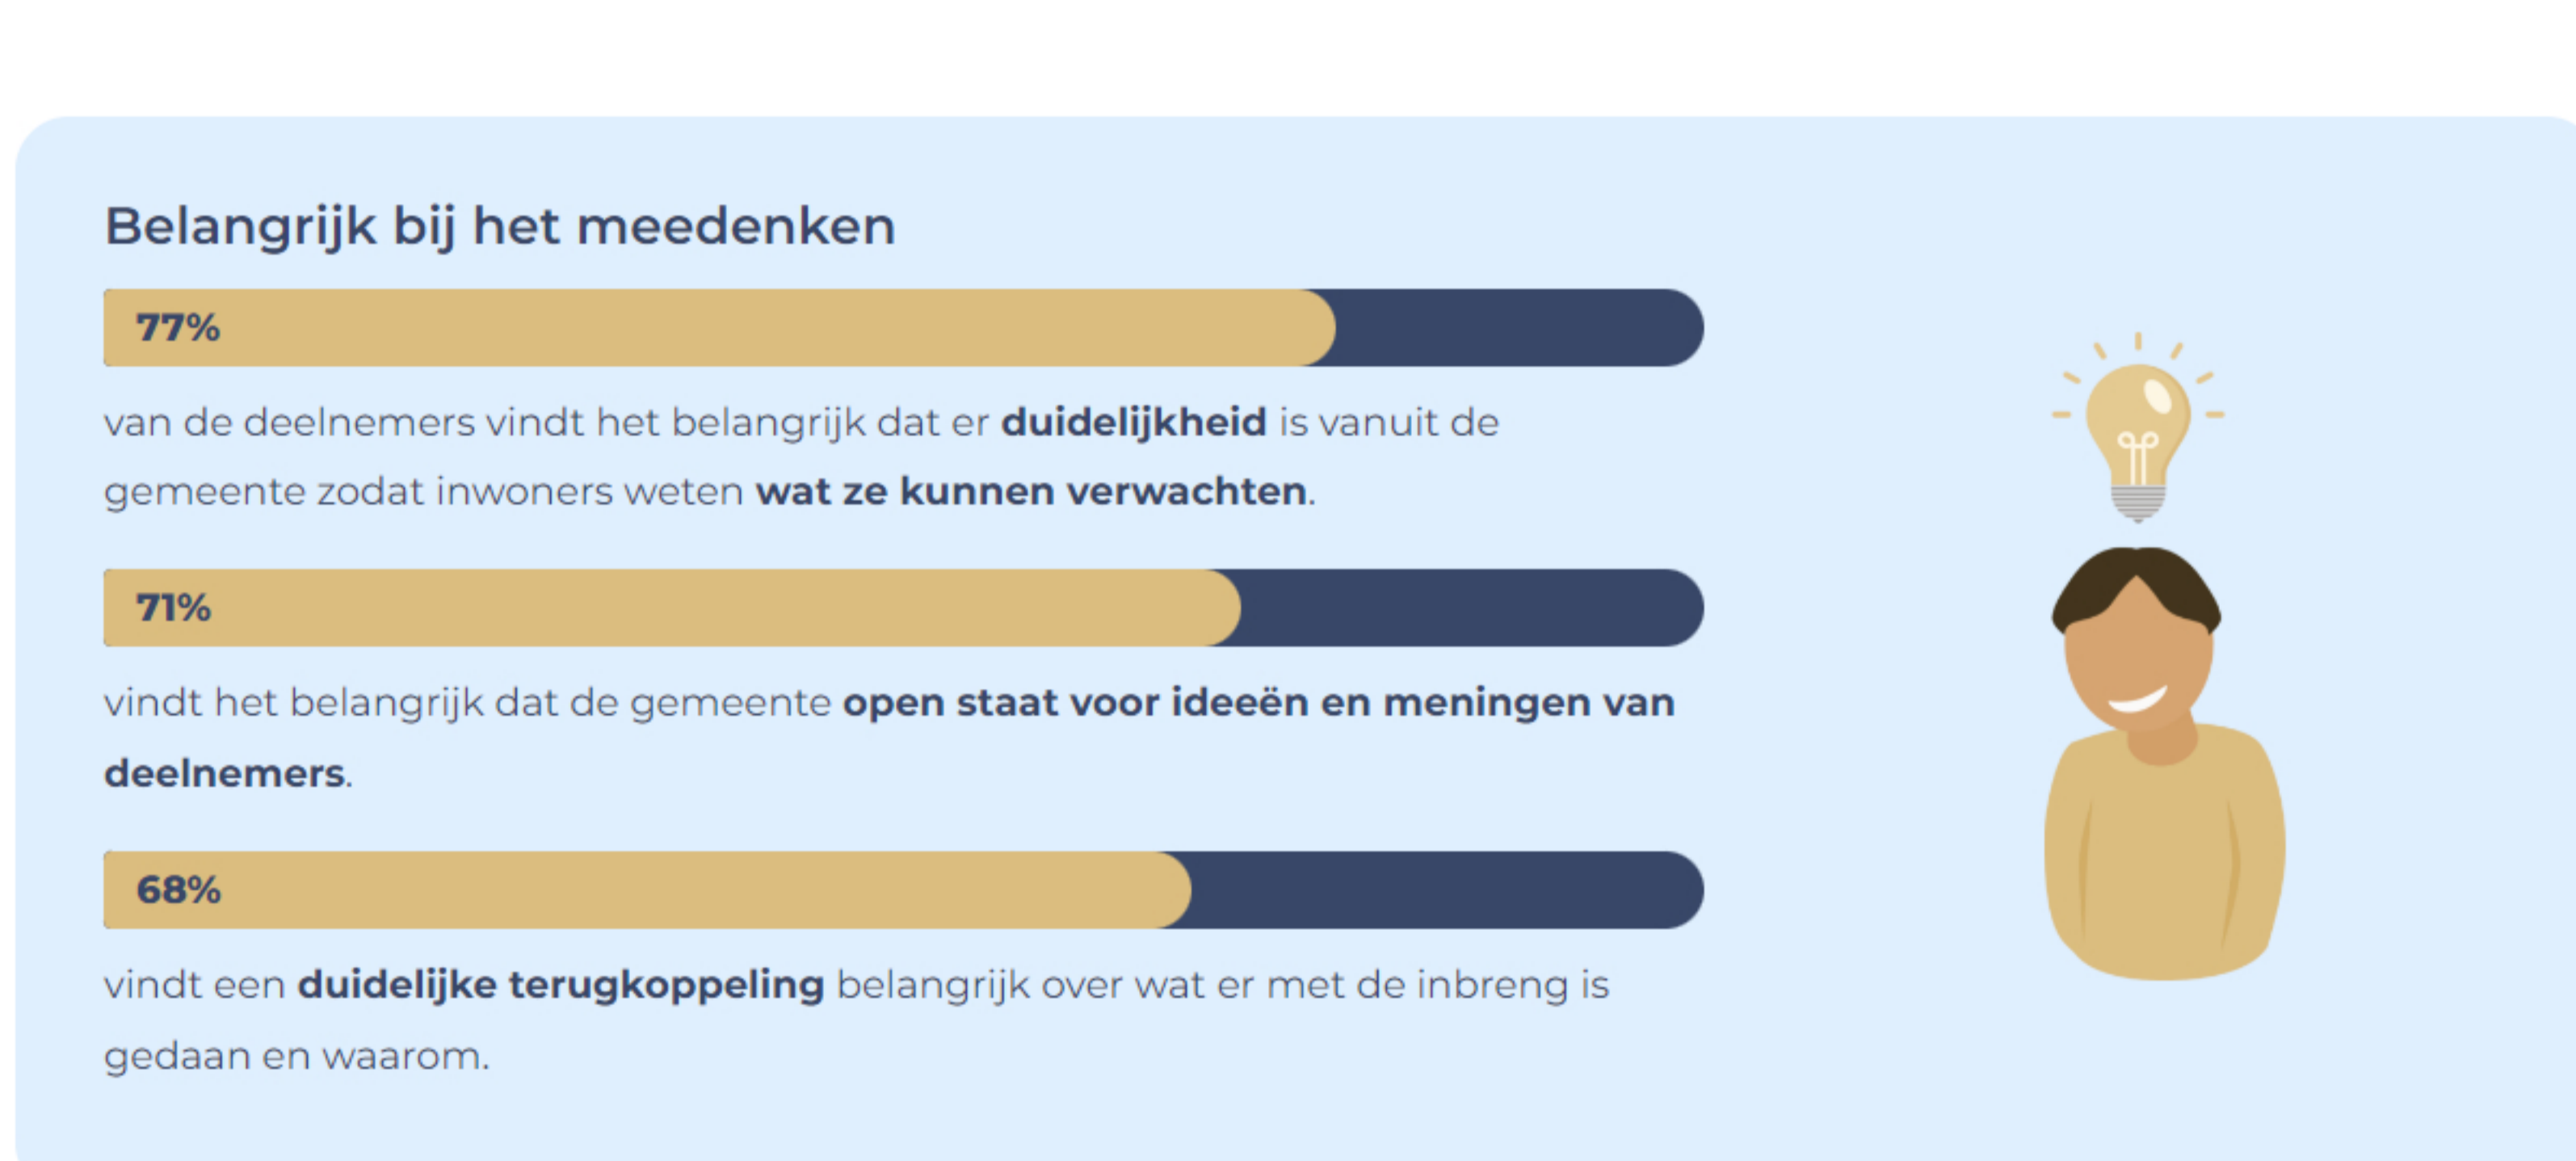 Belangrijk bij het meedenken
77%
van de deelnemers vindt het belangrijk dat er duidelijkheid is vanuit de
gemeente zodat inwoners weten wat ze kunnen verwachten.
71%
vindt het belangrijk dat de gemeente open staat voor ideeën en meningen van
deelnemers.
68%
vindt een duidelijke terugkoppeling belangrijk over wat er met de inbreng is
gedaan en waarom.